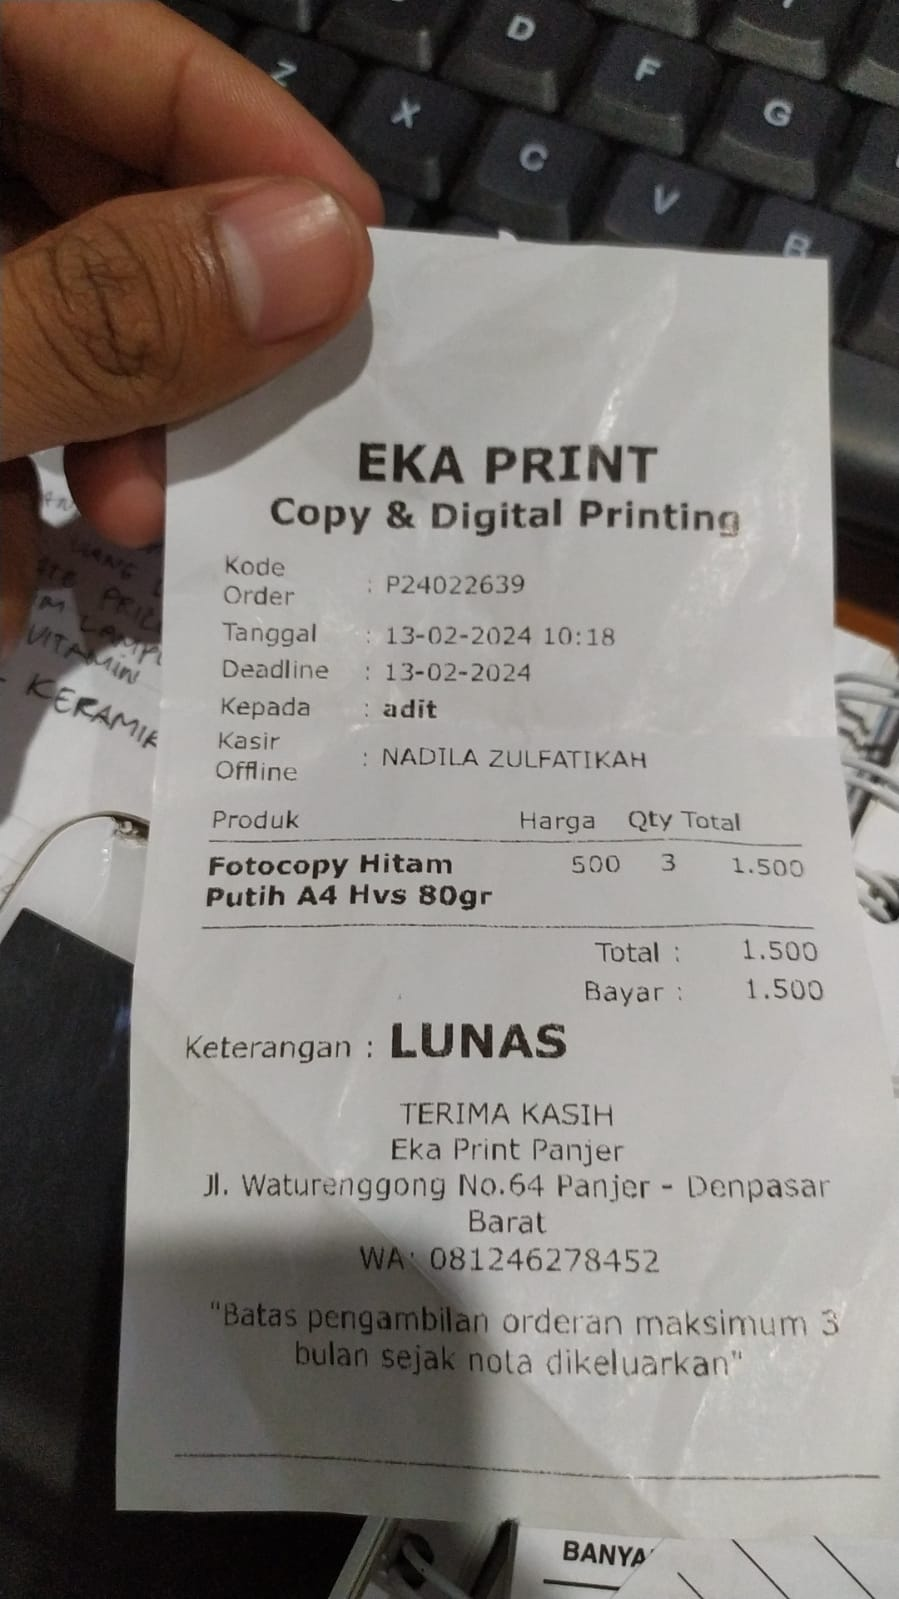 D
F
G
Z
X
C
V
B
EKA PRINT
Copy & Digital Printing
Kode Order : P24022639
Tanggal : 13-02-2024 10:18
Deadline : 13-02-2024
Kepada : adit
Kasir Offline : NADILA ZULFATIKAH
Produk Harga Qty Total
Fotocopy Hitam 500 3 1.500
Putih A4 Hvs 80gr
Total : 1.500
Bayar : 1.500
Keterangan : LUNAS
TERIMA KASIH
Eka Print Panjer
Jl. Waturenggong No.64 Panjer - Denpasar
Barat
WA: 081246278452
"Batas pengambilan orderan maksimum 3
bulan sejak nota dikeluarkan"
VITAMIN
KERAMIK
BANYA